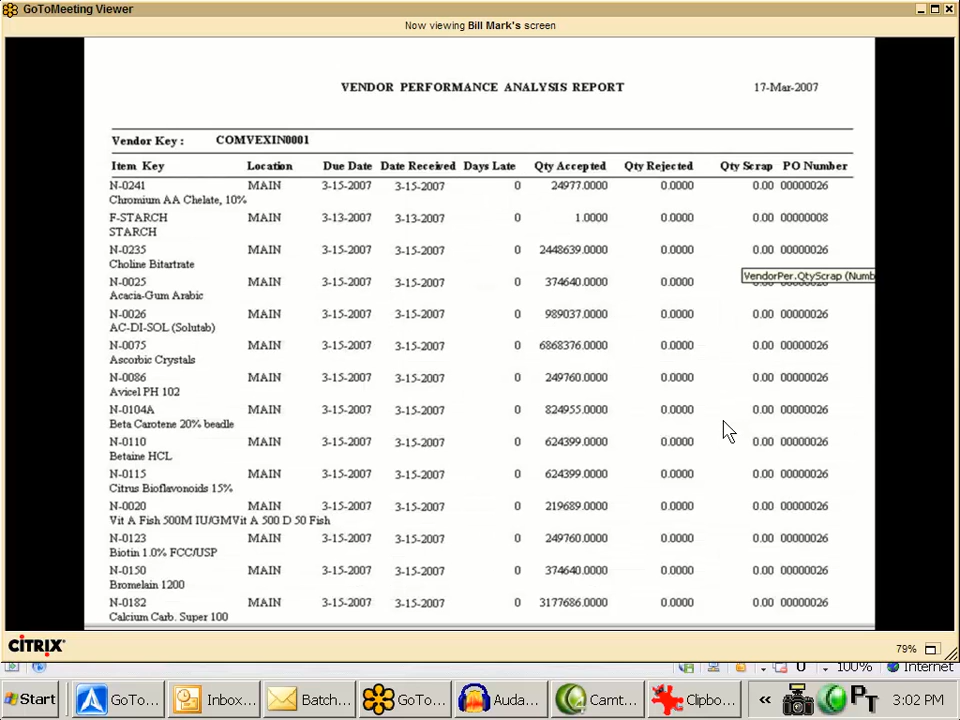 GoToMeeting Viewer
Now viewing Bill Mark's screen
VENDOR PERFORMANCE ANALYSIS REPORT 17-Mar-2007
Vendor Key : COMVEXIN0001
Item Key Location Due Date Date Received Days Late Qty Accepted Qty Rejected Qty Scrap PO Number
N-0241 MAIN 3-15-2007 3-15-2007 0 24977.0000 0.0000 0.00 00000026
Chromium AA Chelate, 10%
F-STARCH MAIN 3-13-2007 3-13-2007 0 1.0000 0.0000 0.00 00000008
STARCH
N-0235 MAIN 3-15-2007 3-15-2007 0 2448639.0000 0.0000 0.00 00000026
Choline Bitartrate
VendorPer.QtyScrap (Numb
N-0025 MAIN 3-15-2007 3-15-2007 0 374640.0000 0.0000 0.00 00000026
Acacia-Gum Arabic
N-0026 MAIN 3-15-2007 3-15-2007 0 989037.0000 0.0000 0.00 00000026
AC-DI-SOL (Solutab)
N-0075 MAIN 3-15-2007 3-15-2007 0 6868376.0000 0.0000 0.00 00000026
Ascorbic Crystals
N-0086 MAIN 3-15-2007 3-15-2007 0 249760.0000 0.0000 0.00 00000026
Avicel PH 102
N-0104A MAIN 3-15-2007 3-15-2007 0 824955.0000 0.0000 0.00 00000026
Beta Carotene 20% beadle
N-0110 MAIN 3-15-2007 3-15-2007 0 624399.0000 0.0000 0.00 00000026
Betaine HCL
N-0115 MAIN 3-15-2007 3-15-2007 0 624399.0000 0.0000 0.00 00000026
Citrus Bioflavonoids 15%
N-0020 MAIN 3-15-2007 3-15-2007 0 219689.0000 0.0000 0.00 00000026
Vit A Fish 500M IU/GMVit A 500 D 50 Fish
N-0123 MAIN 3-15-2007 3-15-2007 0 249760.0000 0.0000 0.00 00000026
Biotin 1.0% FCC/USP
N-0150 MAIN 3-15-2007 3-15-2007 0 374640.0000 0.0000 0.00 00000026
Bromelain 1200
N-0182 MAIN 3-15-2007 3-15-2007 0 3177686.0000 0.0000 0.00 00000026
Calcium Carb. Super 100
CITRIX 79%
U 100% Internet
Start GoTo... Inbox... Batch... GoTo... Auda... Camt... Clipbo... « PT 3:02 PM